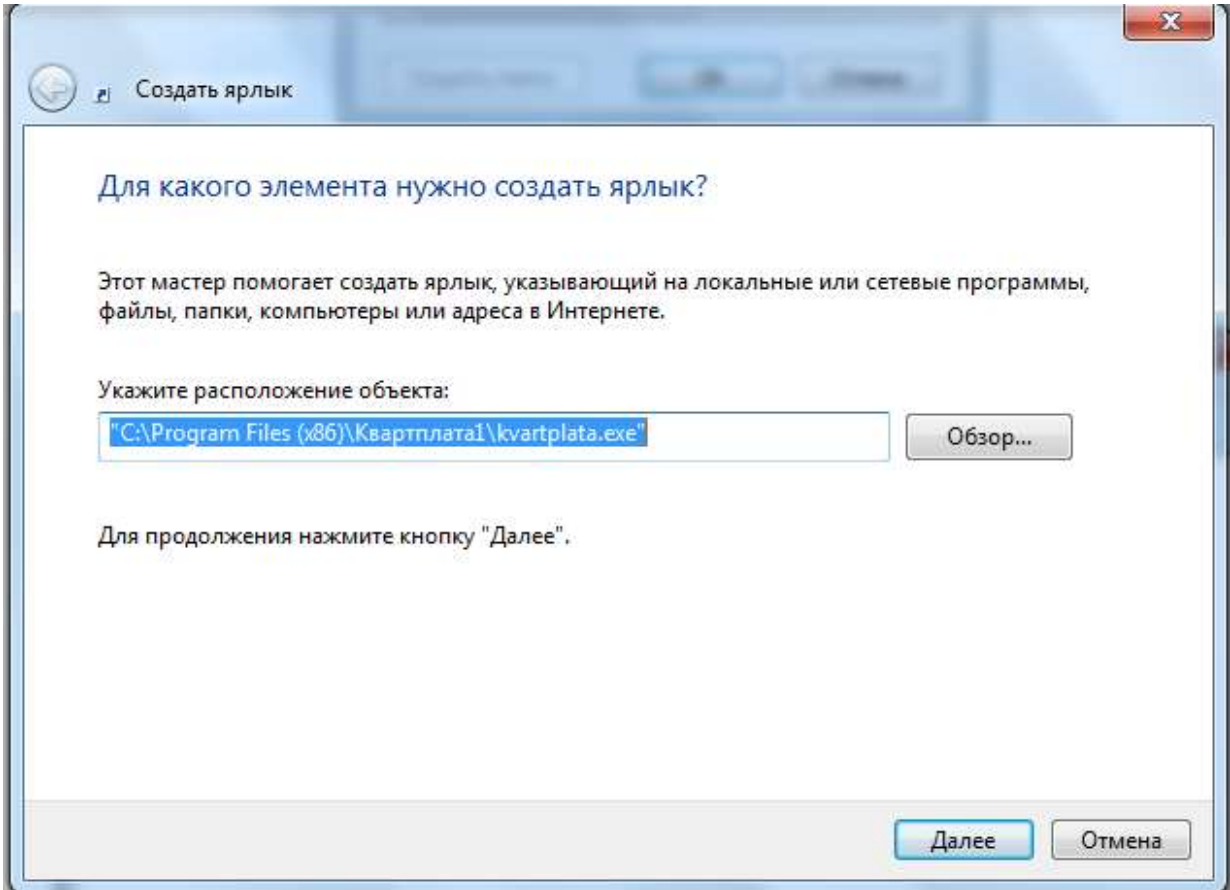 Создать ярлык
Для какого элемента нужно создать ярлык?
Этот мастер помогает создать ярлык, указывающий на локальные или сетевые программы,
файлы, папки, компьютеры или адреса в Интернете.
Укажите расположение объекта:
"C:\Program Files (x86)\Квартплата1\kvartplata.exe"
Обзор...
Для продолжения нажмите кнопку "Далее".
Далее
Отмена